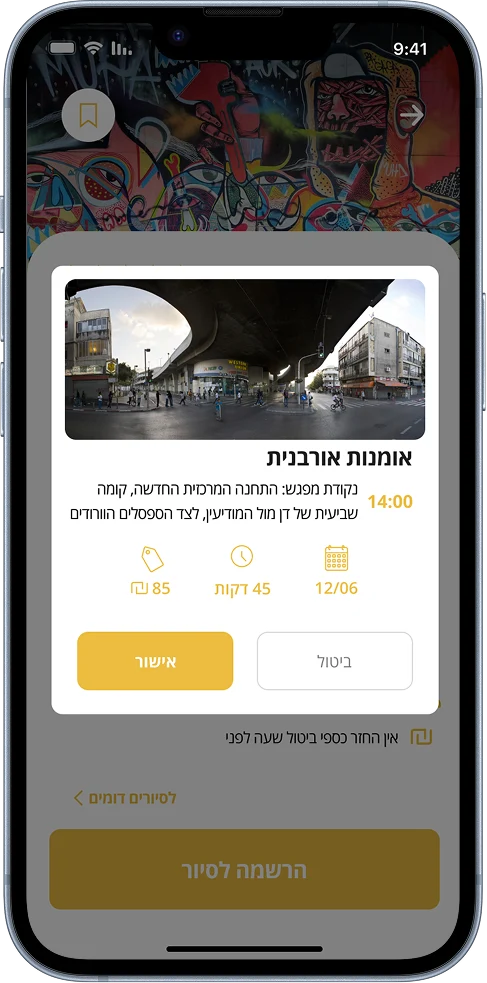 9:41
אומנות אורבנית
14:00
נקודת מפגש: התחנה המרכזית החדשה, קומה
שביעית של דן מול המודיעין, לצד הספסלים הוורודים
12/06
45 דקות
85 ₪
ביטול
אישור
₪ אין החזר כספי ביטול שעה לפני
לסיורים דומים
הרשמה לסיור